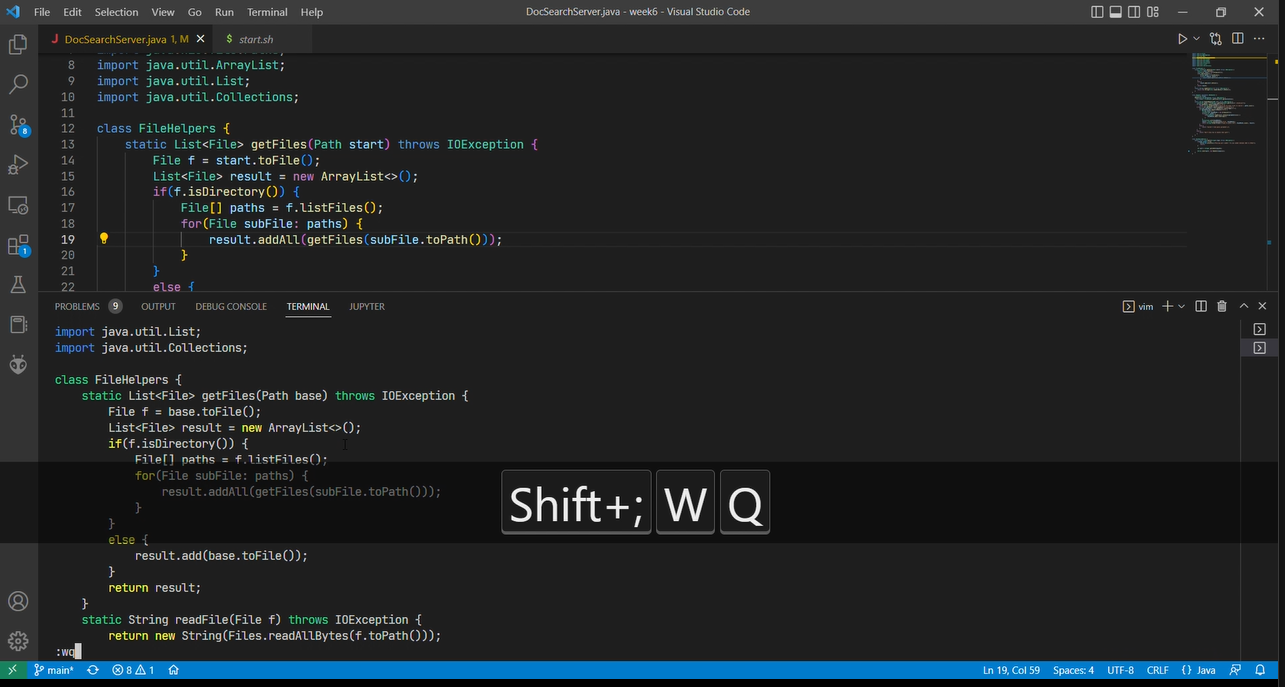 File Edit Selection View Go Run Terminal Help DocSearchServer.java - week6 - Visual Studio Code
J DocSearchServer.java 1, M $ start.sh
8 import java.util.ArrayList;
9 import java.util.List;
10 import java.util.Collections;
11
12 class FileHelpers {
13 static List<File> getFiles(Path start) throws IOException {
14 File f = start.toFile();
15 List<File> result = new ArrayList<>();
16 if(f.isDirectory()) {
17 File[] paths = f.listFiles();
18 for(File subFile: paths) {
19 result.addAll(getFiles(subFile.toPath()));
20 }
21 }
22 else {
8
1
PROBLEMS 9 OUTPUT DEBUG CONSOLE TERMINAL JUPYTER vim
import java.util.List;
import java.util.Collections;
class FileHelpers {
static List<File> getFiles(Path base) throws IOException {
File f = base.toFile();
List<File> result = new ArrayList<>();
if(f.isDirectory()) {
File[] paths = f.listFiles();
for(File subFile: paths) {
result.addAll(getFiles(subFile.toPath()));
}
}
else {
result.add(base.toFile());
}
return result;
}
static String readFile(File f) throws IOException {
return new String(Files.readAllBytes(f.toPath()));
:wq
Shift+; W Q
main* 8 1 Ln 19, Col 59 Spaces: 4 UTF-8 CRLF {} Java